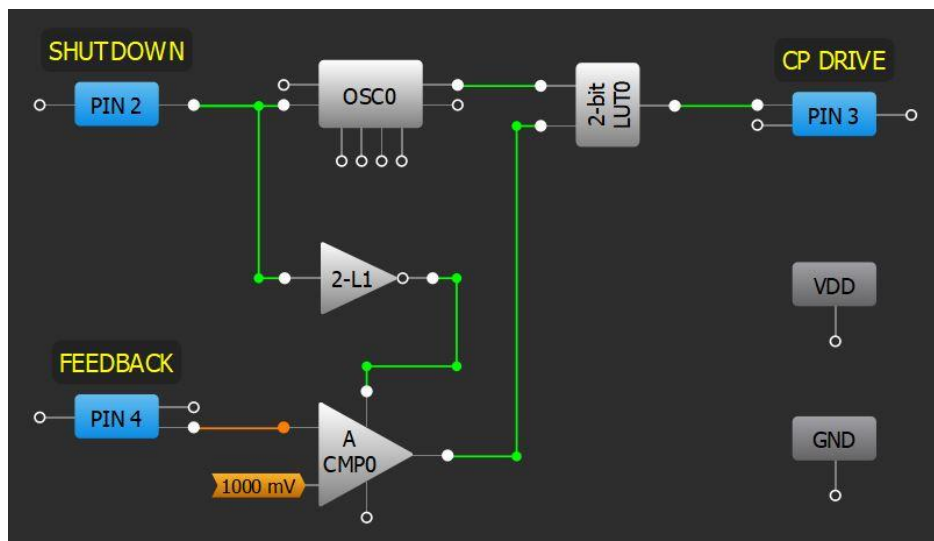 SHUTDOWN
PIN 2
OSC0
2-bit
LUT0
CP DRIVE
PIN 3
2-L1
VDD
FEEDBACK
PIN 4
A
CMP0
1000 mV
GND